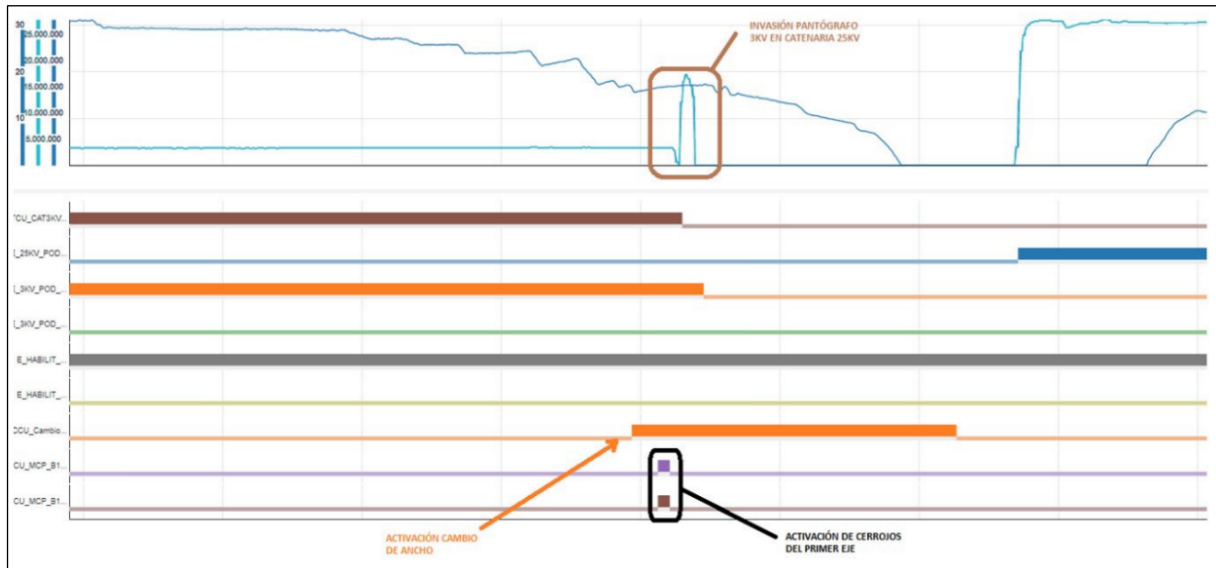 INVASIÓN PANTÓGRAFO
3KV EN CATENARIA 25KV
30
25.000.000
20.000.000
20
15.000.000
10.000.000
10
5.000.000
CU_CAT3KV...
_25KV_POD...
_3KV_POD_...
_3KV_POD_...
E_HABILIT_...
E_HABILIT_...
CU_Cambio...
CU_MCP_B1...
CU_MCP_B1...
ACTIVACIÓN CAMBIO
DE ANCHO
ACTIVACIÓN DE CERROJOS
DEL PRIMER EJE